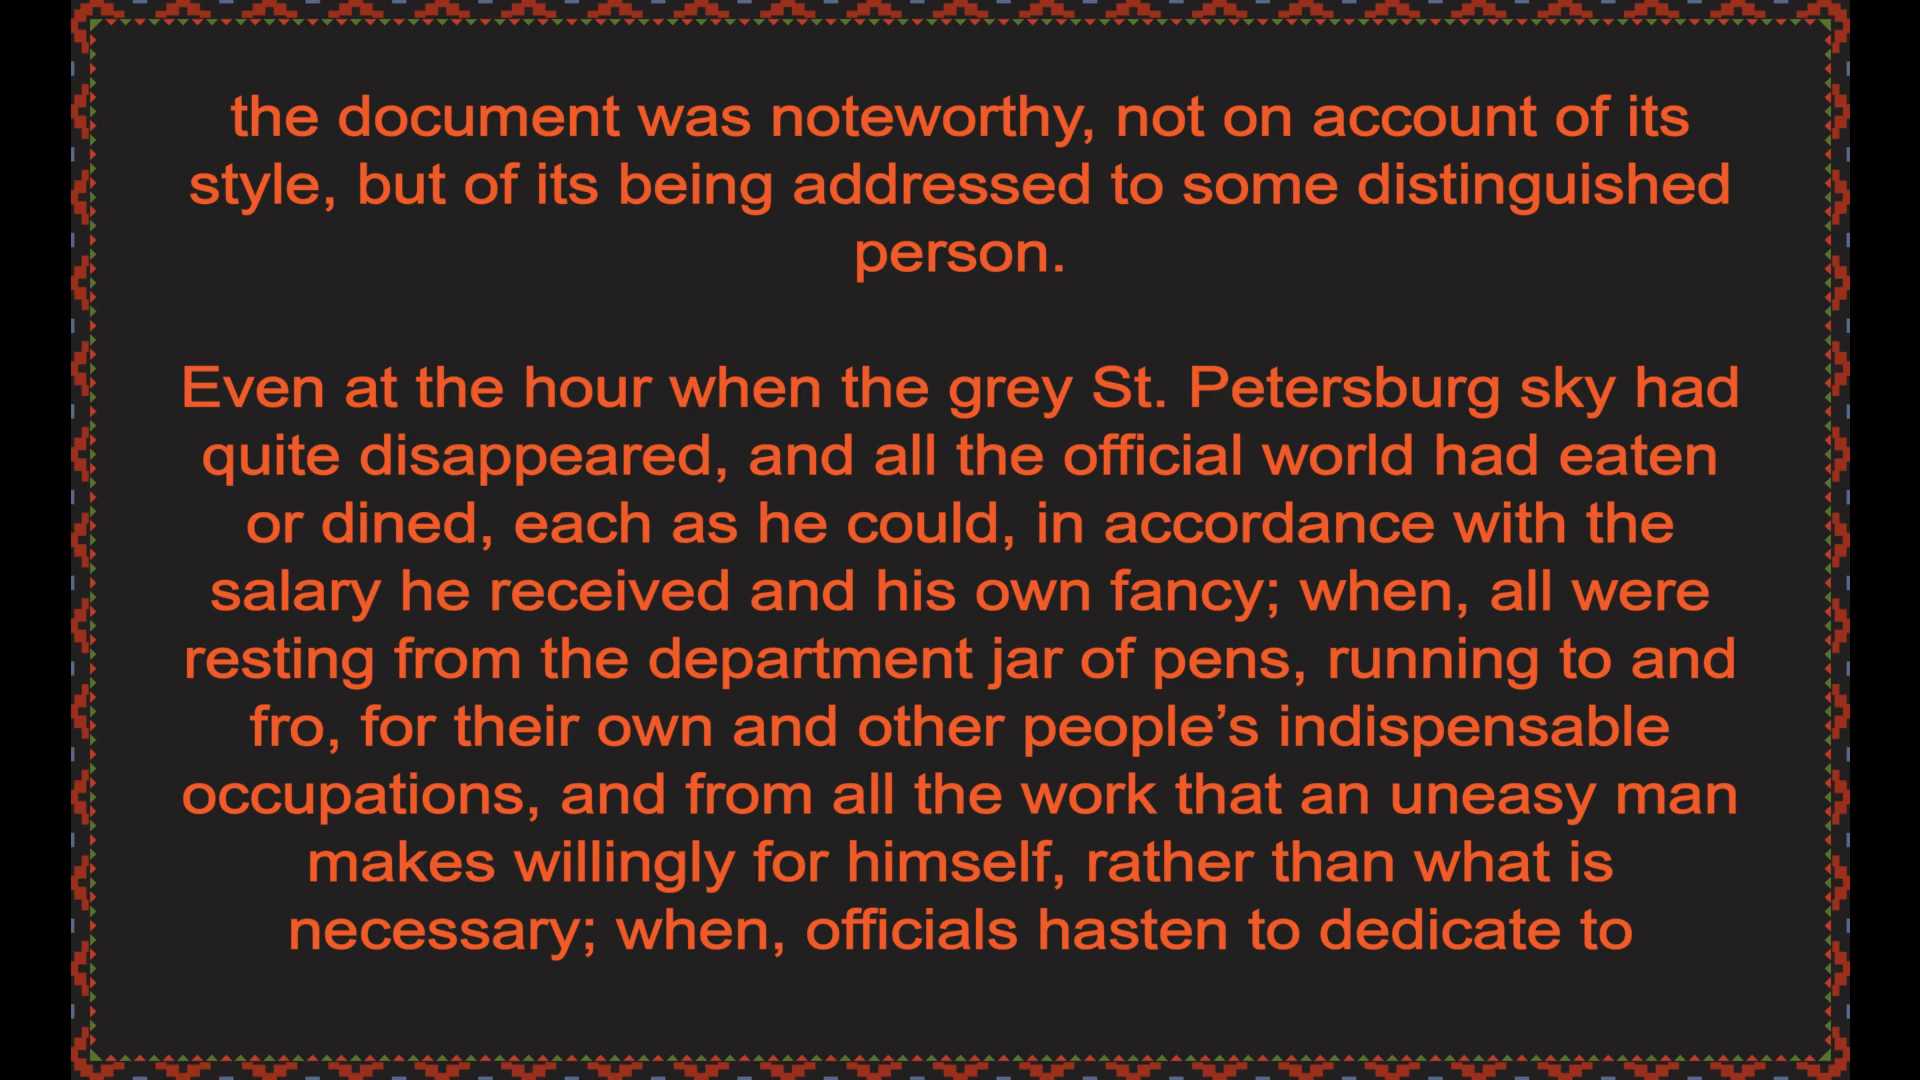 the document was noteworthy, not on account of its
style, but of its being addressed to some distinguished
person.
Even at the hour when the grey St. Petersburg sky had
quite disappeared, and all the official world had eaten
or dined, each as he could, in accordance with the
salary he received and his own fancy; when, all were
resting from the department jar of pens, running to and
fro, for their own and other people’s indispensable
occupations, and from all the work that an uneasy man
makes willingly for himself, rather than what is
necessary; when, officials hasten to dedicate to